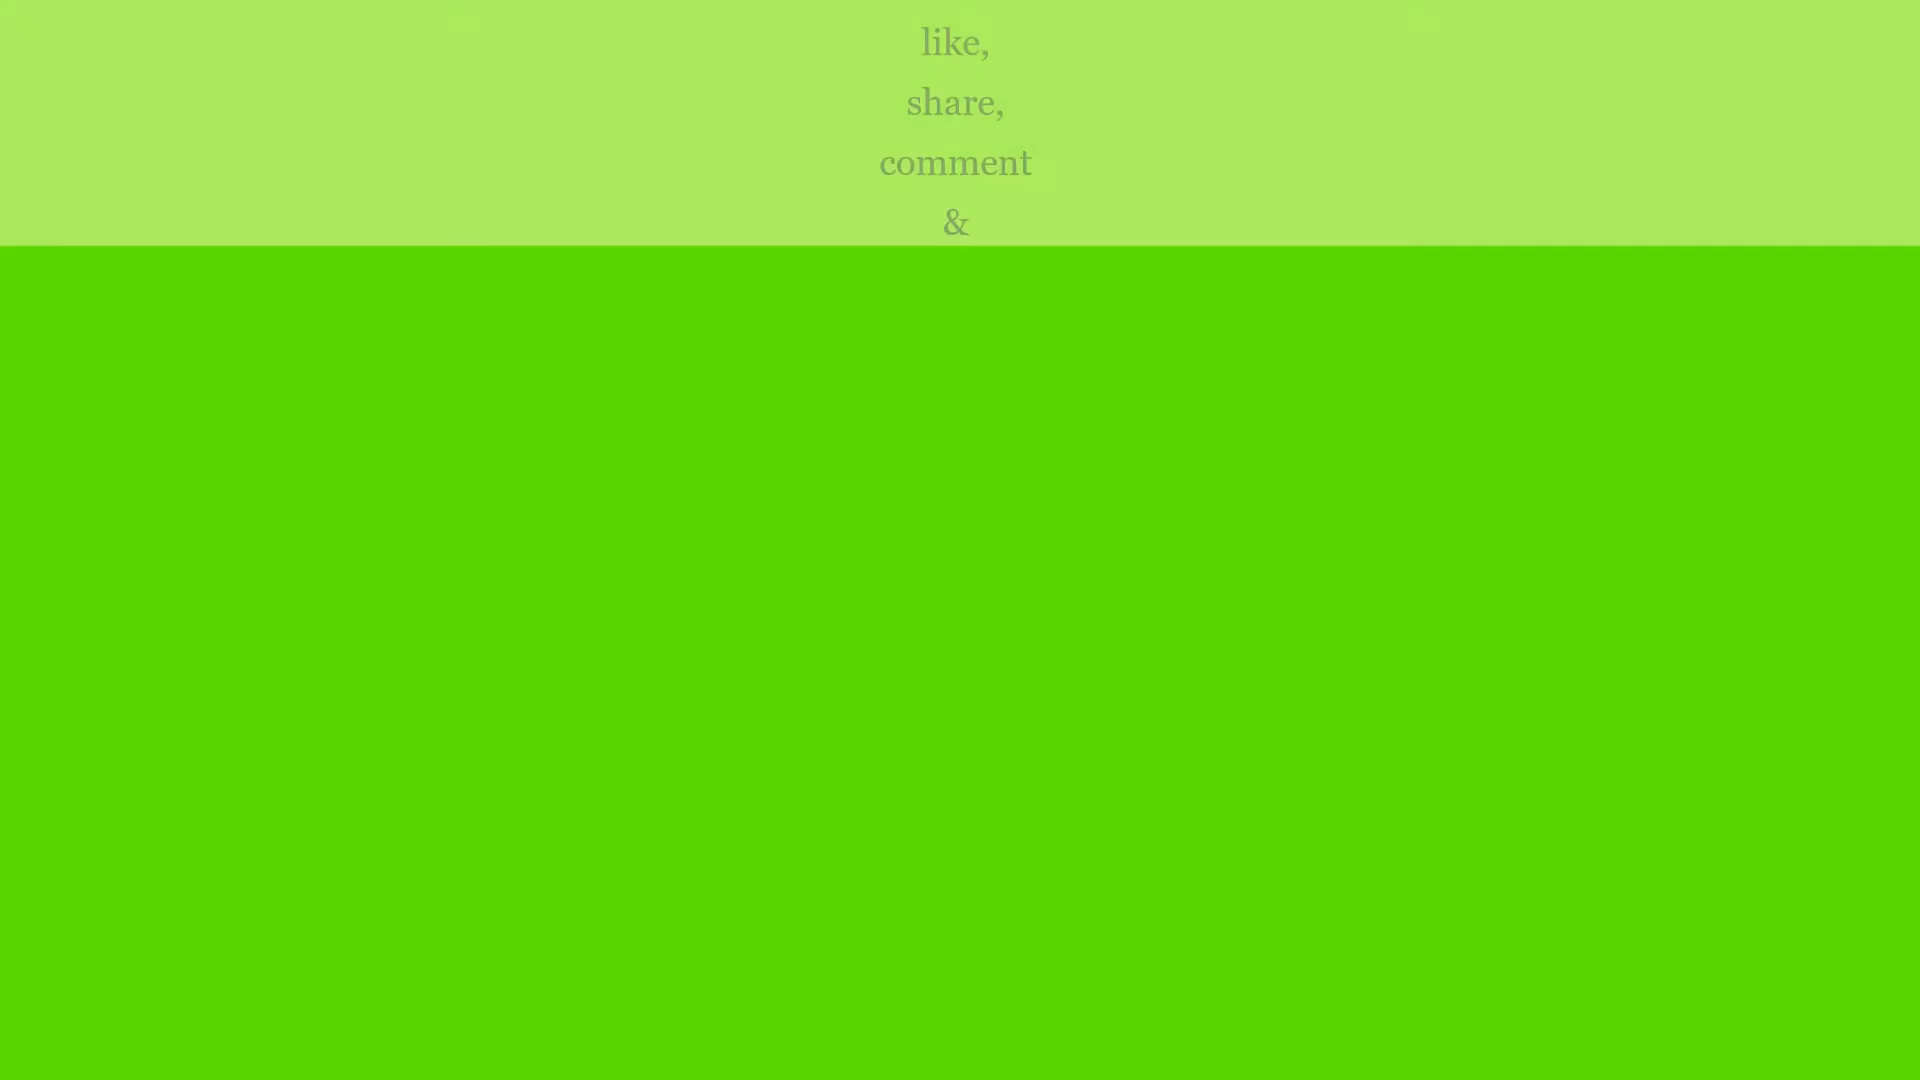 like,
share,
comment
&